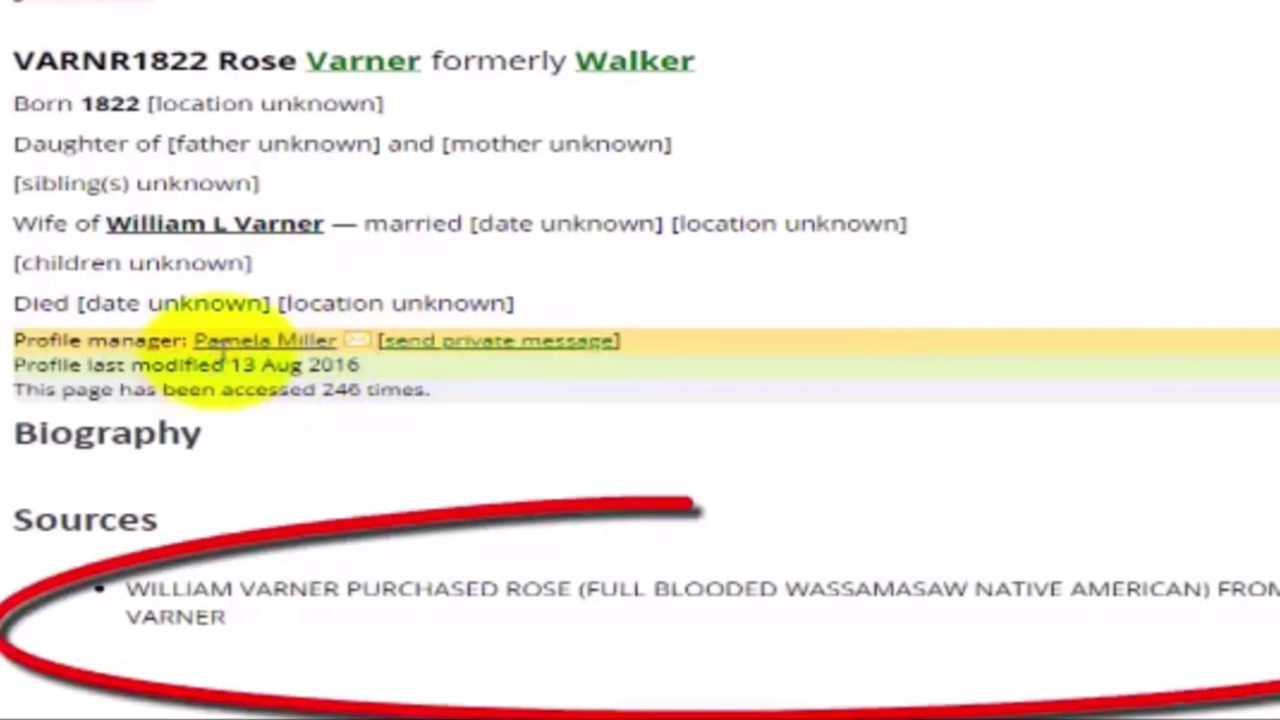 VARNR1822 Rose Varner formerly Walker
Born 1822 [location unknown]
Daughter of [father unknown] and [mother unknown]
[sibling(s) unknown]
Wife of William L Varner — married [date unknown] [location unknown]
[children unknown]
Died [date unknown] [location unknown]
Profile manager: Pamela Miller [send private message]
Profile last modified 13 Aug 2016
This page has been accessed 246 times.
Biography
Sources
• WILLIAM VARNER PURCHASED ROSE (FULL BLOODED WASSAMASAW NATIVE AMERICAN) FROM
VARNER